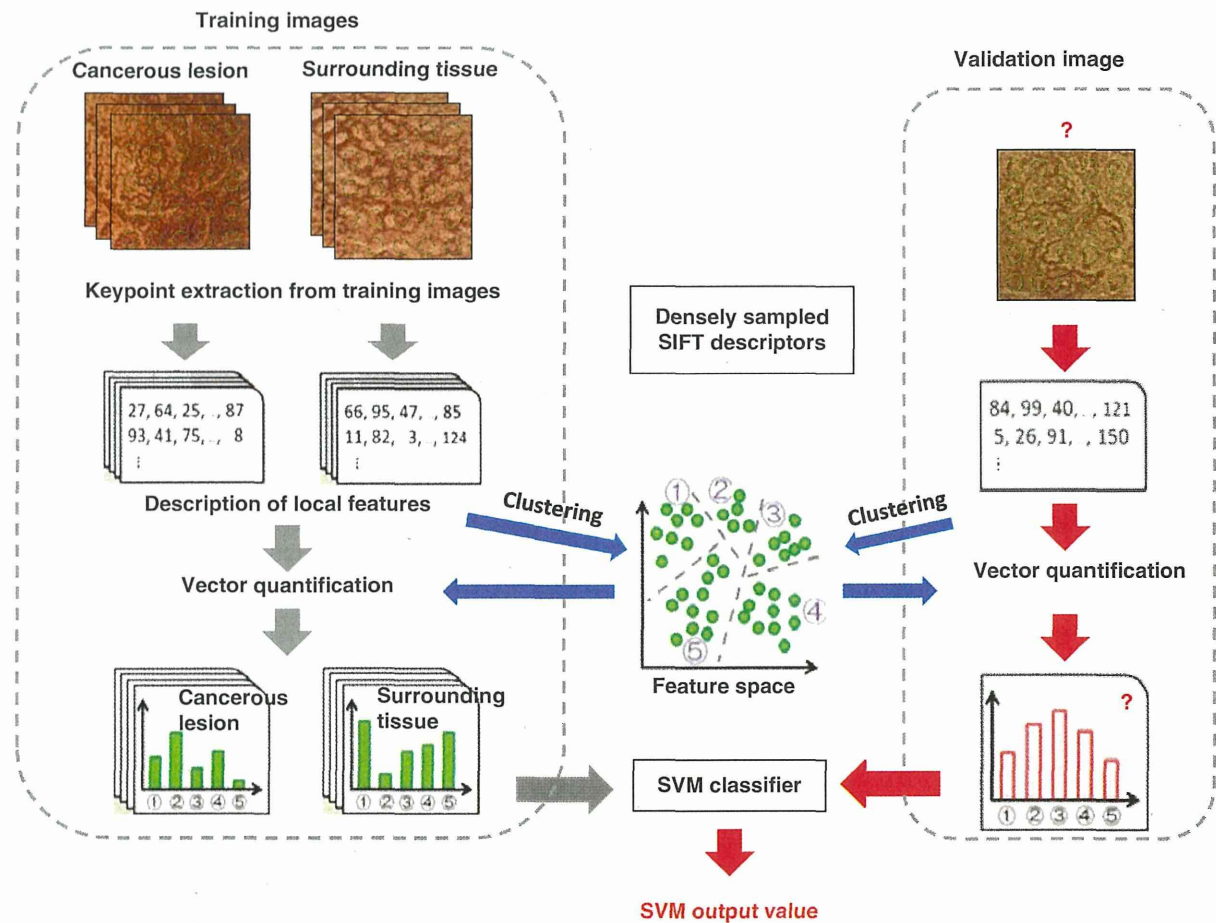 Training images
Cancerous lesion
Surrounding tissue
Keypoint extraction from training images
27, 64, 25, .., 87
93, 41, 75, .., 8
⋮
66, 95, 47, .., 85
11, 82, 3, .., 124
⋮
Description of local features
Vector quantification
Cancerous
lesion
① ② ③ ④ ⑤
Surrounding
tissue
① ② ③ ④ ⑤
Densely sampled
SIFT descriptors
Clustering
Clustering
①
②
③
④
⑤
Feature space
SVM classifier
SVM output value
Validation image
?
84, 99, 40, .., 121
5, 26, 91, .., 150
⋮
Vector quantification
?
① ② ③ ④ ⑤